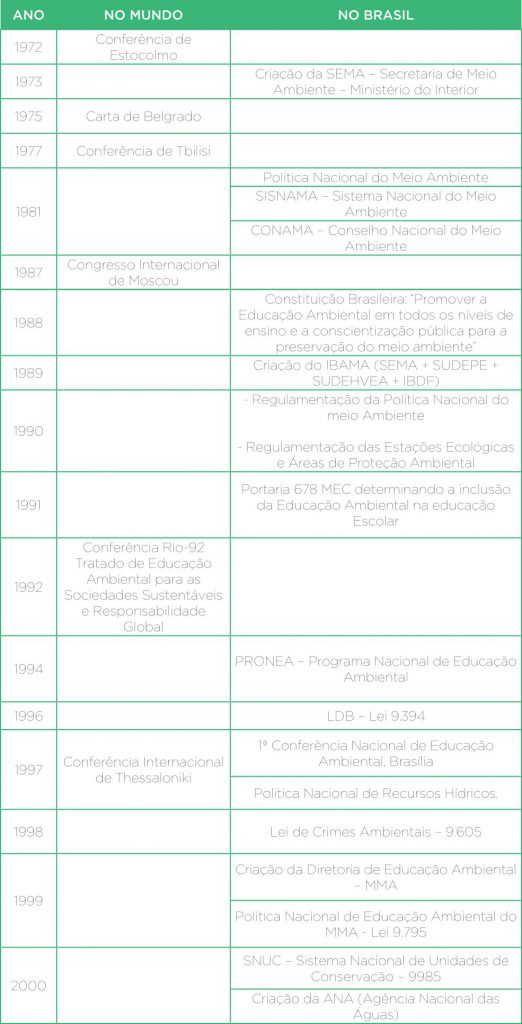 ANO NO MUNDO NO BRASIL
1972
Conferência de
Estocolmo
1973
Criação da SEMA – Secretaria de Meio
Ambiente – Ministério do Interior
1975
Carta de Belgrado
1977
Conferência de Tbilisi
1981
Política Nacional do Meio Ambiente
SISNAMA – Sistema Nacional do Meio
Ambiente
CONAMA – Conselho Nacional do Meio
Ambiente
1987
Congresso Internacional
de Moscou
1988
Constituição Brasileira: “Promover a
Educação Ambiental em todos os níveis de
ensino e a conscientização pública para a
preservação do meio ambiente”
1989
Criação do IBAMA (SEMA + SUDEPE +
SUDEHVEA + IBDF)
1990
- Regulamentação da Política Nacional do
meio Ambiente
- Regulamentação das Estações Ecológicas
e Áreas de Proteção Ambiental
1991
Portaria 678 MEC determinando a inclusão
da Educação Ambiental na educação
Escolar
1992
Conferência Rio-92
Tratado de Educação
Ambiental para as
Sociedades Sustentáveis
e Responsabilidade
Global
1994
PRONEA – Programa Nacional de Educação
Ambiental
1996
LDB – Lei 9.394
1997
Conferência Internacional
de Thessaloniki
1ª Conferência Nacional de Educação
Ambiental, Brasília
Política Nacional de Recursos Hídricos.
1998
Lei de Crimes Ambientais – 9.605
1999
Criação da Diretoria de Educação Ambiental
– MMA
Política Nacional de Educação Ambiental do
MMA - Lei 9.795
2000
SNUC – Sistema Nacional de Unidades de
Conservação – 9985
Criação da ANA (Agência Nacional das
Águas)